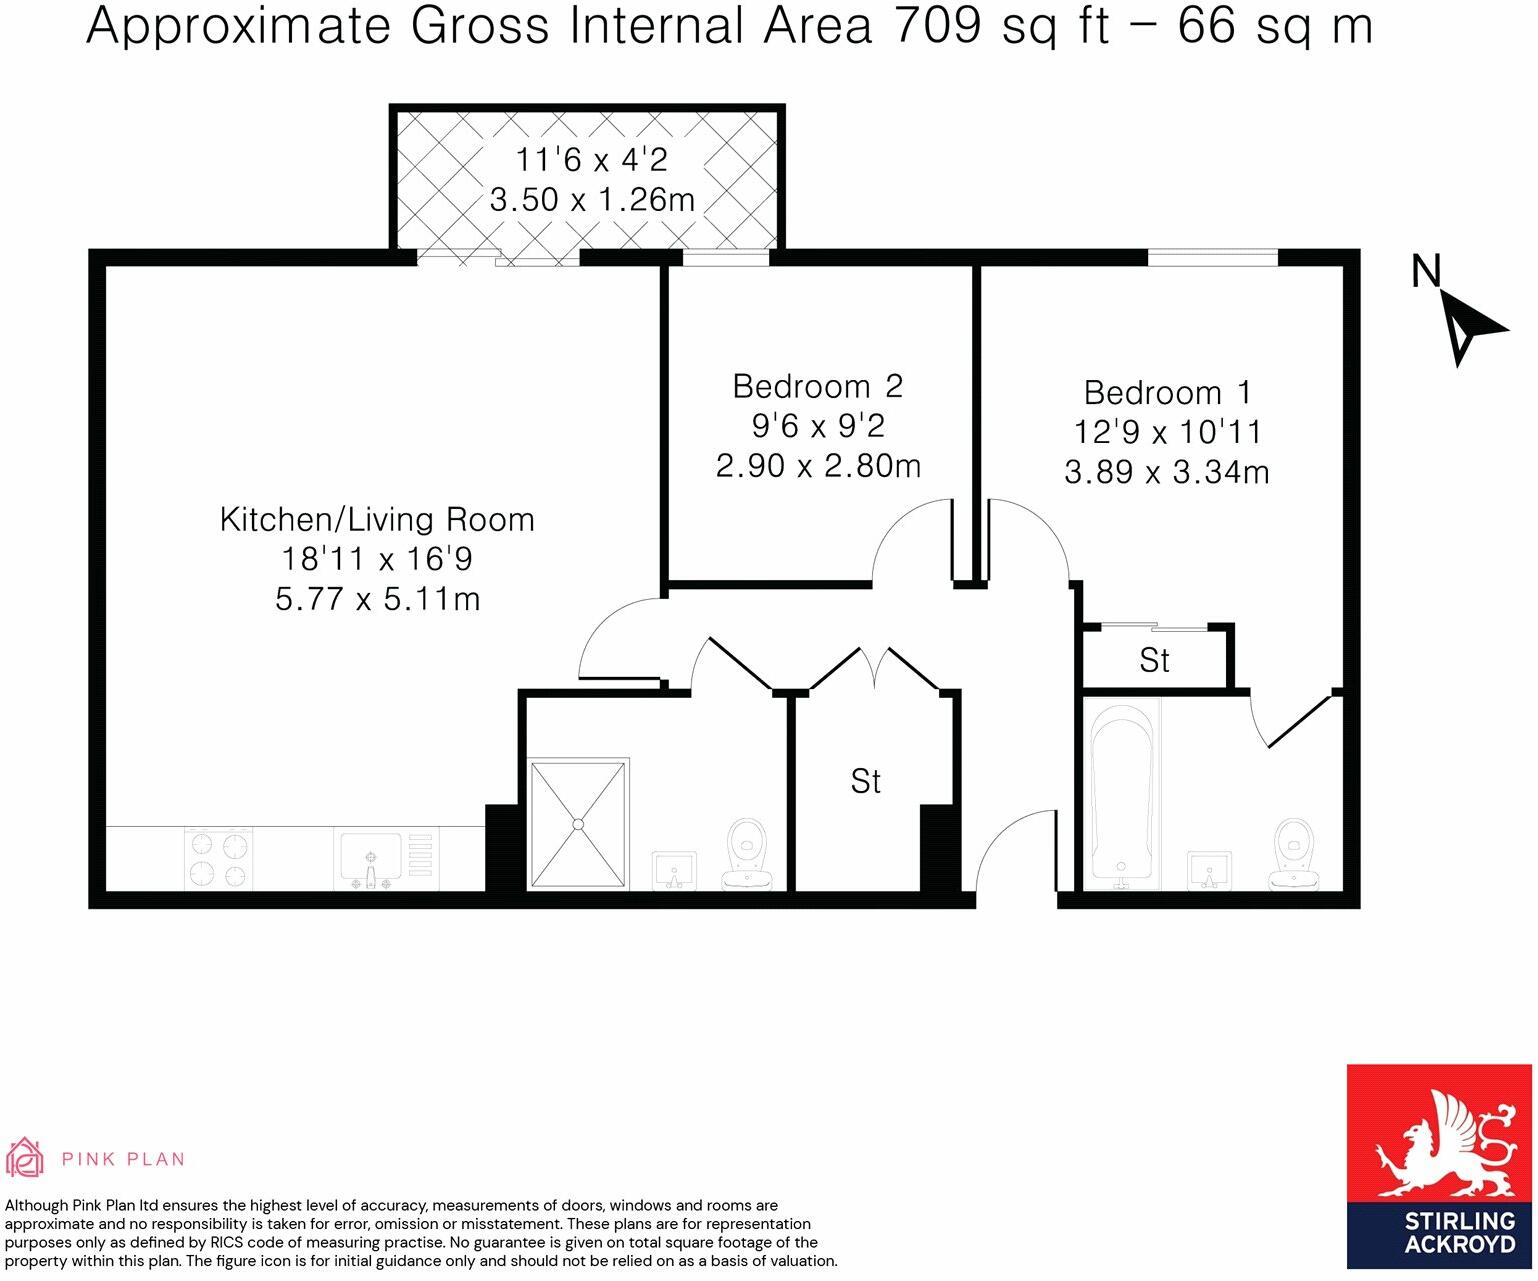 Approximate Gross Internal Area 709 sq ft – 66 sq m
11'6 x 4'2
3.50 x 1.26m
N
Bedroom 2
9'6 x 9'2
2.90 x 2.80m
Bedroom 1
12'9 x 10'11
3.89 x 3.34m
Kitchen/Living Room
18'11 x 16'9
5.77 x 5.11m
St
St
PINK PLAN
Although Pink Plan ltd ensures the highest level of accuracy, measurements of doors, windows and rooms are
approximate and no responsibility is taken for error, omission or misstatement. These plans are for representation
purposes only as defined by RICS code of measuring practise. No guarantee is given on total square footage of the
property within this plan. The figure icon is for initial guidance only and should not be relied on as a basis of valuation.
STIRLING
ACKROYD